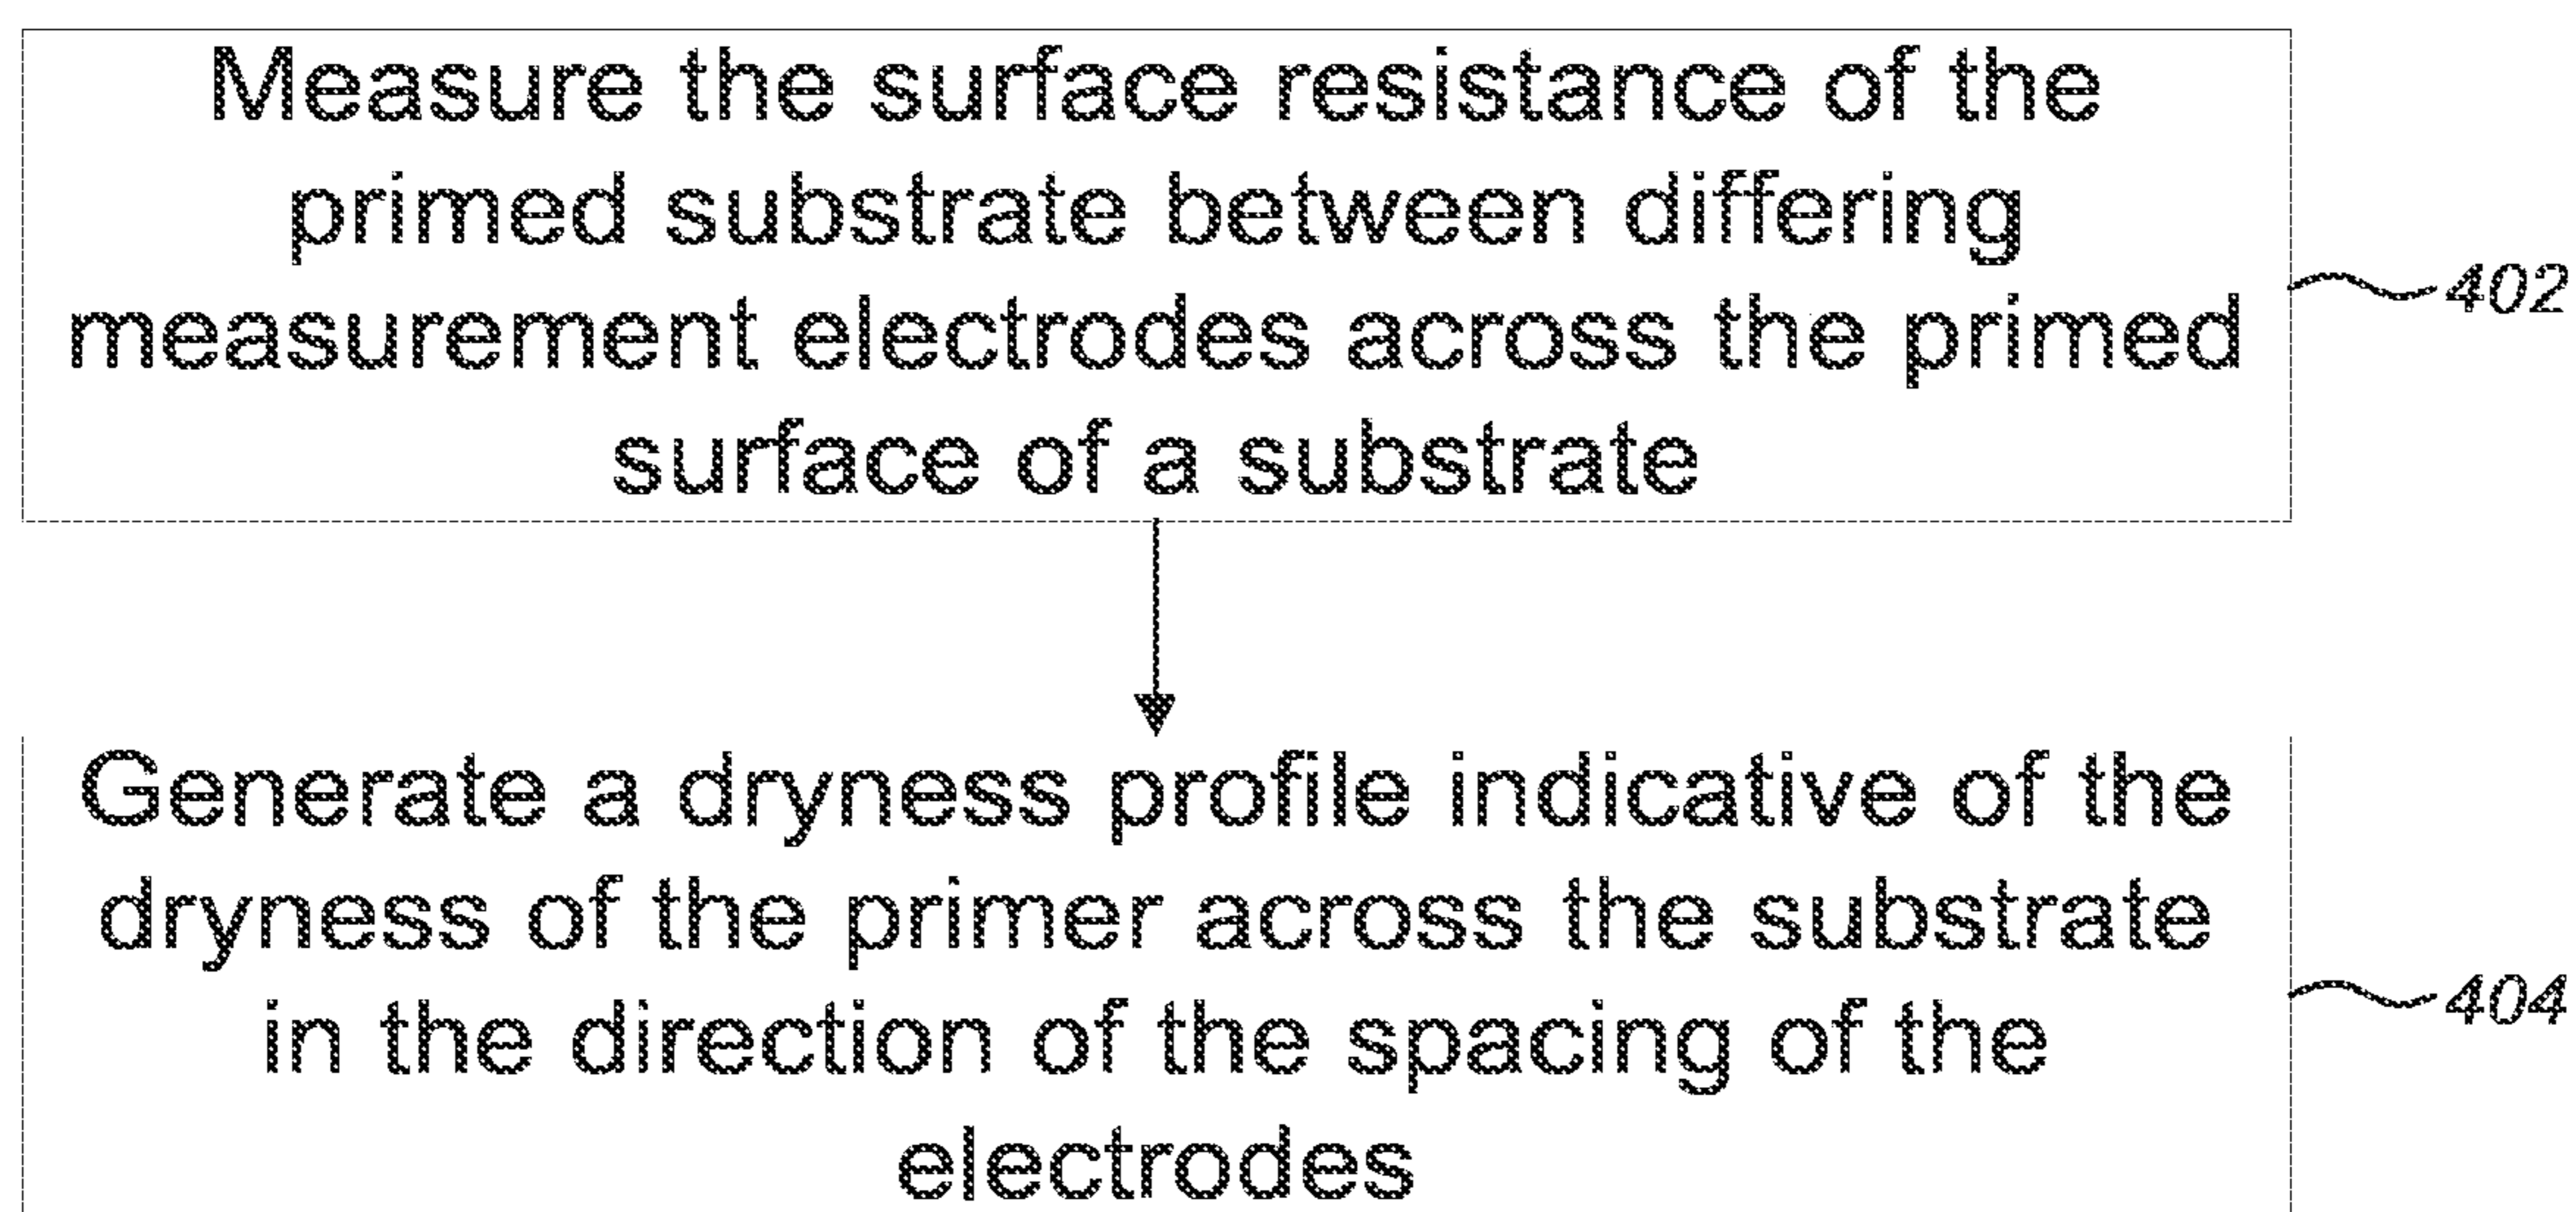 Measure the surface resistance of the
primed substrate between differing
measurement electrodes across the primed
surface of a substrate
402
Generate a dryness profile indicative of the
dryness of the primer across the substrate
in the direction of the spacing of the
electrodes
404